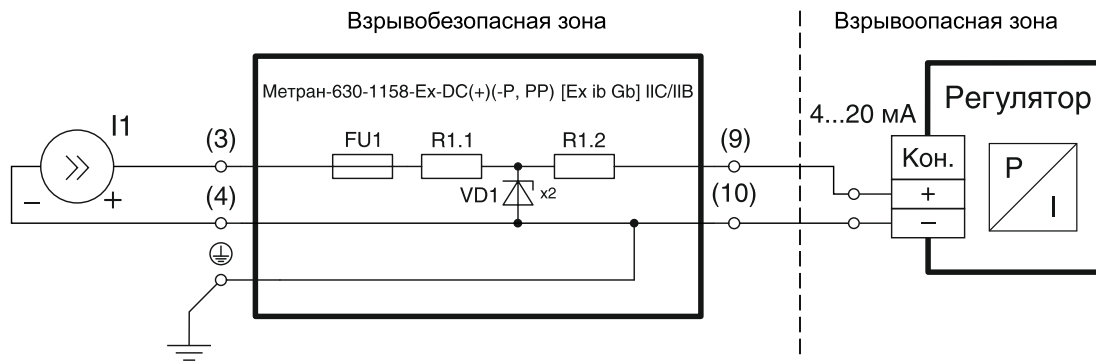 Взрывобезопасная зона
Взрывоопасная зона
Метран-630-1158-Ex-DC(+)(-P, PP) [Ex ib Gb] IIC/IIB
Регулятор
4...20 мА
I1
(3)
FU1
R1.1
R1.2
(9)
Кон.
P
I
+
−
− +
(4)
VD1
x2
(10)